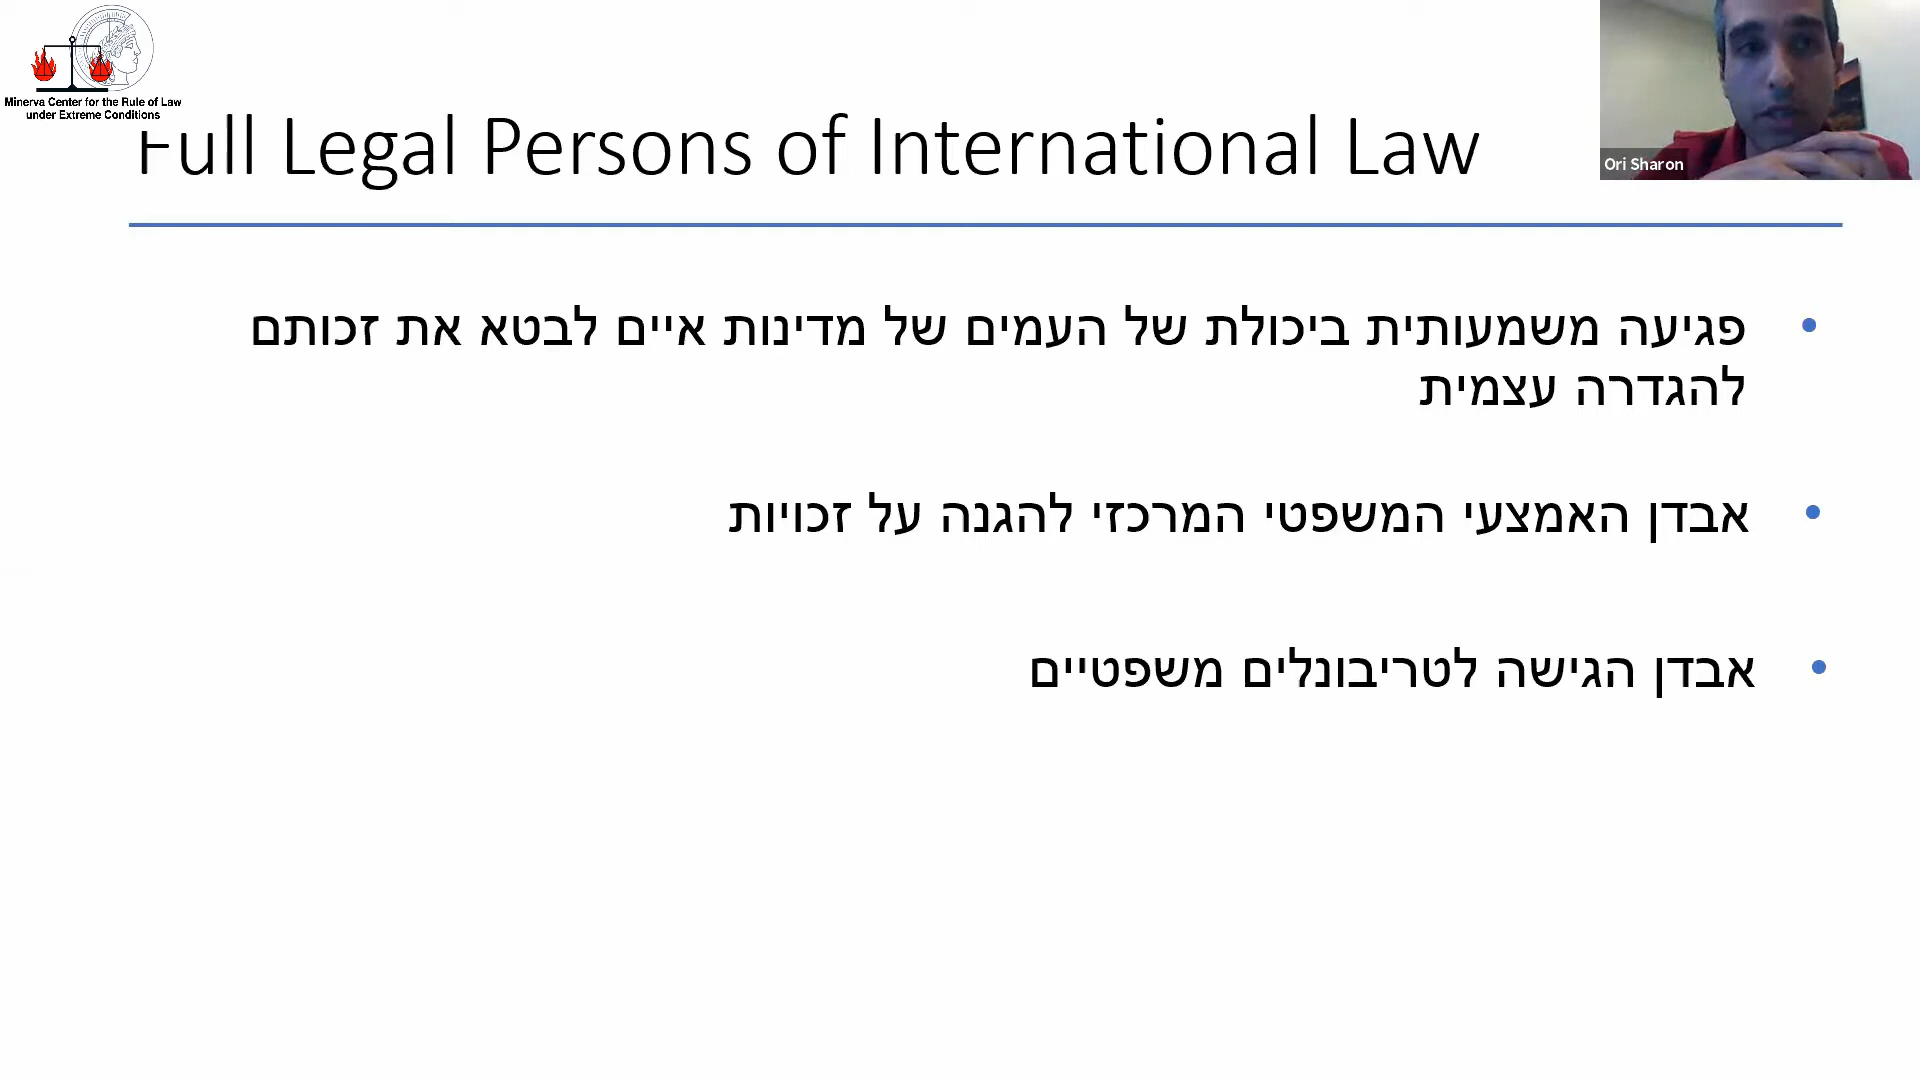 Minerva Center for the Rule of Law
under Extreme Conditions
Full Legal Persons of International Law
Ori Sharon
פגיעה משמעותית ביכולת של העמים של מדינות איים לבטא את זכותם
להגדרה עצמית
אבדן האמצעי המשפטי המרכזי להגנה על זכויות
אבדן הגישה לטריבונלים משפטיים